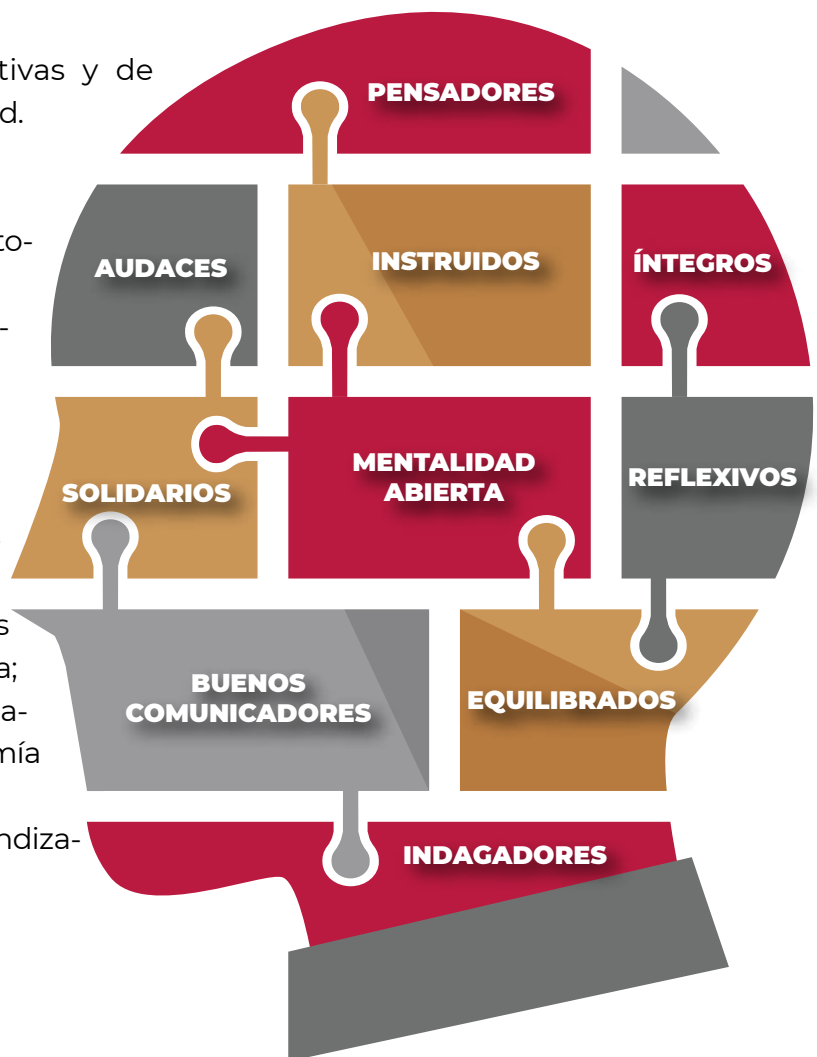 tivas y de
d.
to-
-
s
a;
a-
mía
ndiza-
PENSADORES
AUDACES
INSTRUIDOS
ÍNTEGROS
SOLIDARIOS
MENTALIDAD
ABIERTA
REFLEXIVOS
BUENOS
COMUNICADORES
EQUILIBRADOS
INDAGADORES